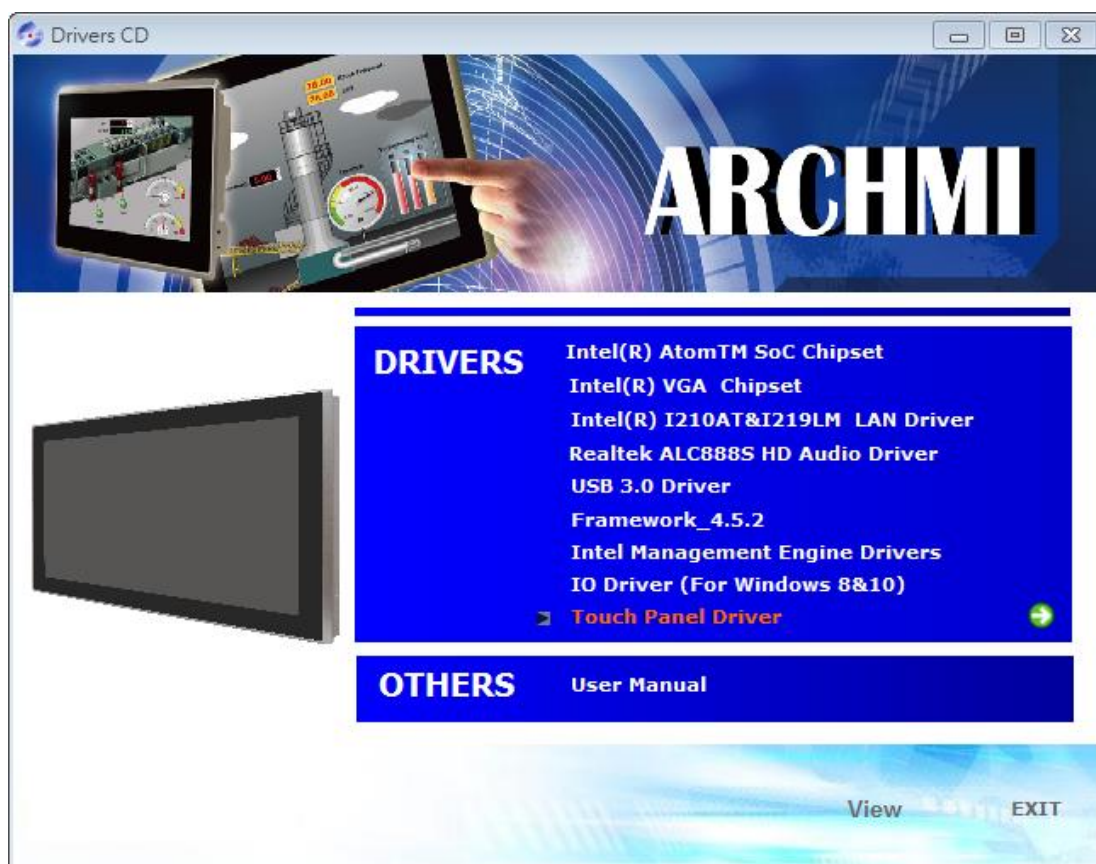 Drivers CD
ARCHMI
DRIVERS
Intel(R) AtomTM SoC Chipset
Intel(R) VGA Chipset
Intel(R) I210AT&I219LM LAN Driver
Realtek ALC888S HD Audio Driver
USB 3.0 Driver
Framework_4.5.2
Intel Management Engine Drivers
IO Driver (For Windows 8&10)
Touch Panel Driver
OTHERS
User Manual
View
EXIT